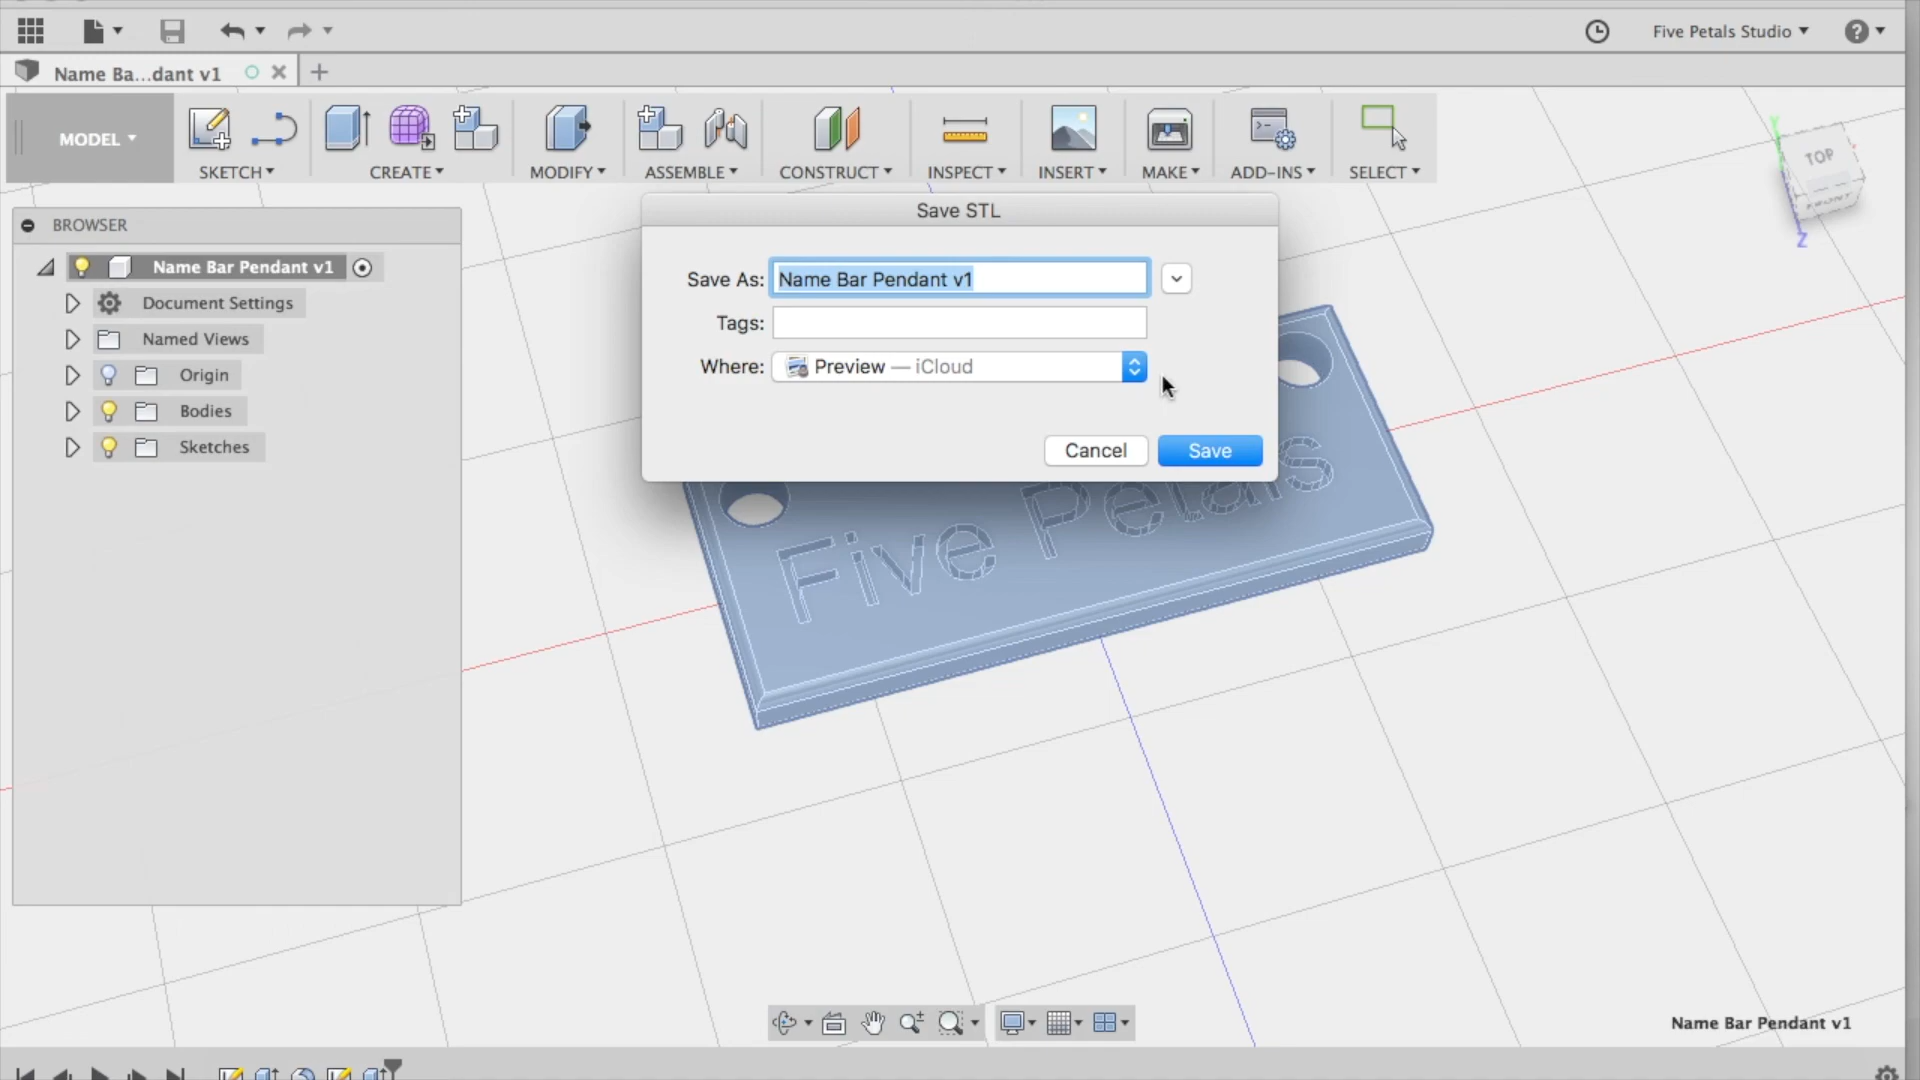 Five Petals Studio
Name Ba...dant v1
MODEL
SKETCH
CREATE
MODIFY
ASSEMBLE
CONSTRUCT
INSPECT
INSERT
MAKE
ADD-INS
SELECT
TOP
FRONT
Z
BROWSER
Name Bar Pendant v1
Document Settings
Named Views
Origin
Bodies
Sketches
Save STL
Save As: Name Bar Pendant v1
Tags:
Where: Preview — iCloud
Cancel
Save
Five Petals
Name Bar Pendant v1